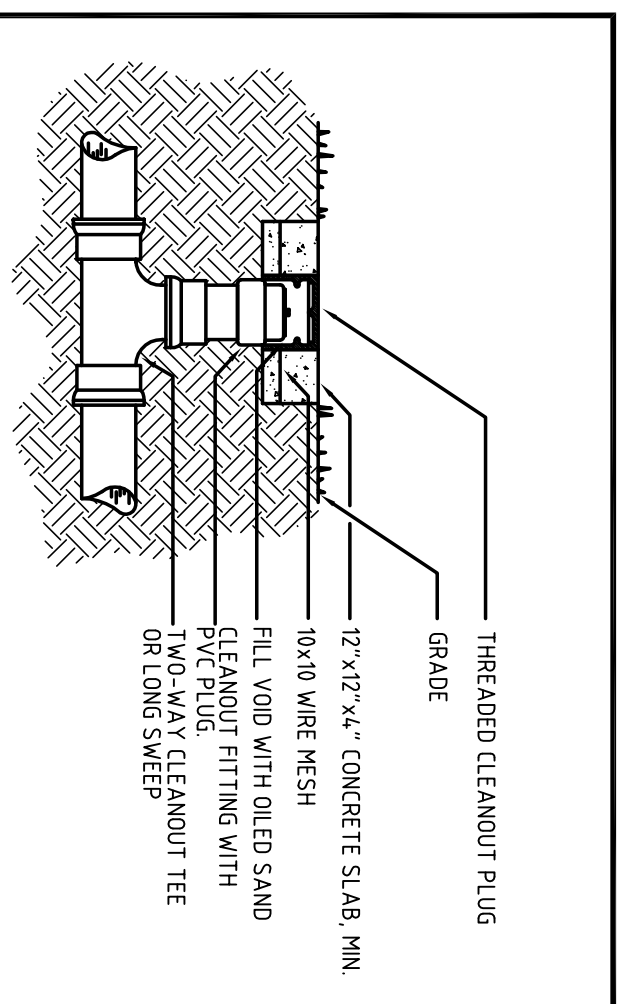 THREADED CLEANOUT PLUG
GRADE
12"x12"x4" CONCRETE SLAB, MIN.
10x10 WIRE MESH
FILL VOID WITH OILED SAND
CLEANOUT FITTING WITH
PVC PLUG.
TWO-WAY CLEANOUT TEE
OR LONG SWEEP